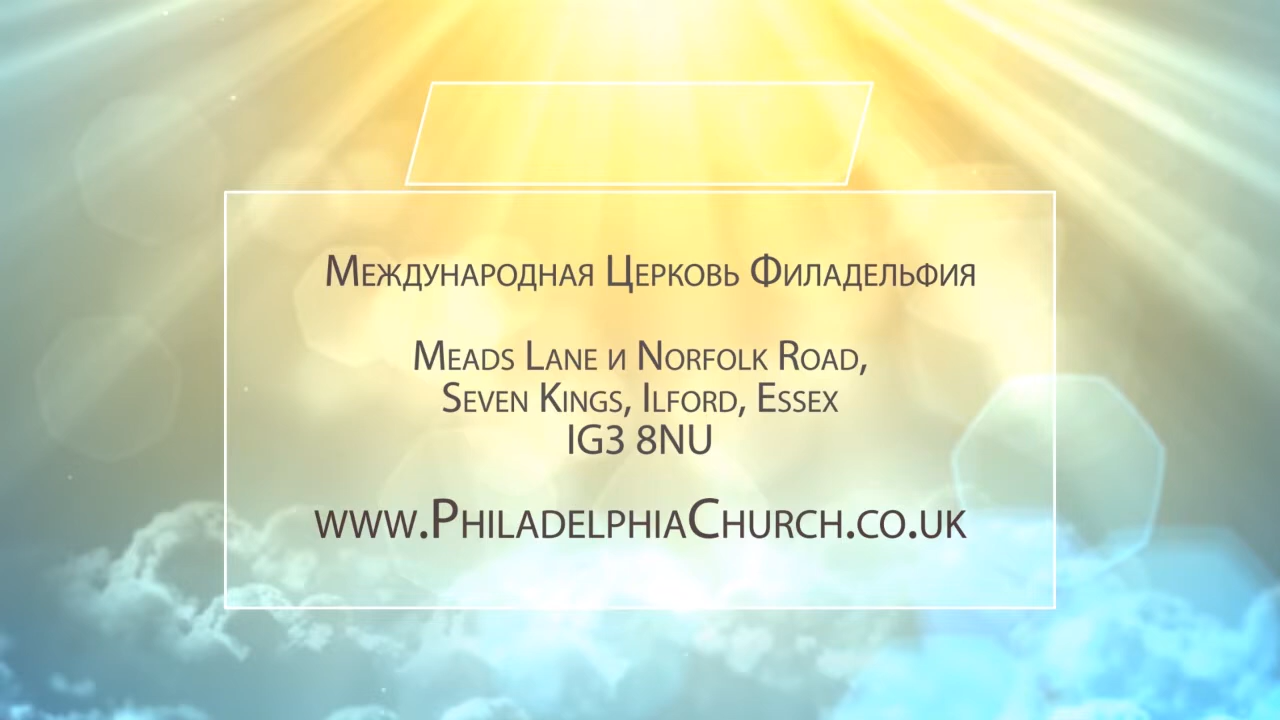 Международная Церковь Филадельфия
Meads Lane и Norfolk Road,
Seven Kings, Ilford, Essex
IG3 8NU
www.PhiladelphiaChurch.co.uk